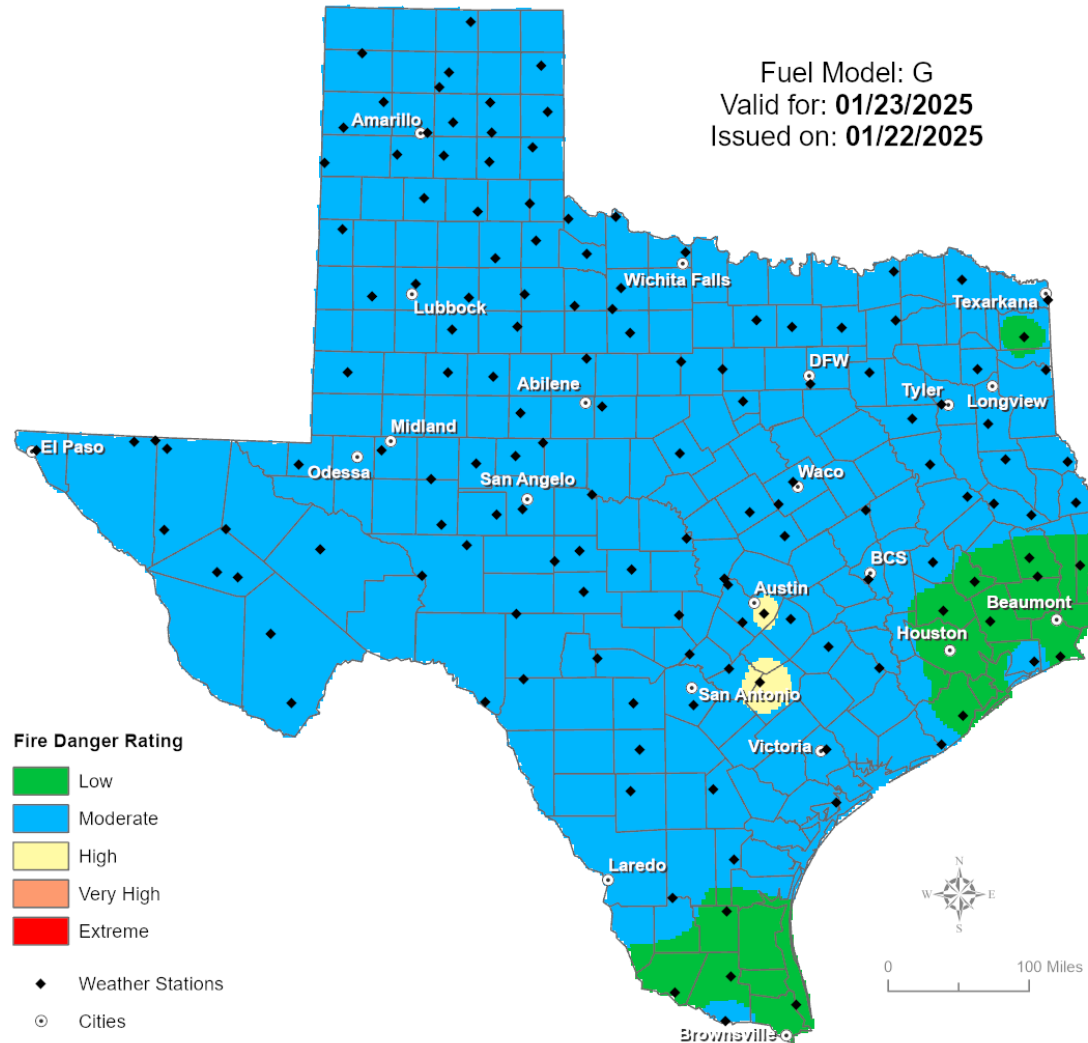 Fuel Model: G
Valid for: 01/23/2025
Issued on: 01/22/2025
Amarillo
Wichita Falls
Lubbock
Texarkana
DFW
Abilene
Tyler
Longview
Midland
El Paso
Odessa
San Angelo
Waco
BCS
Austin
Beaumont
Houston
San Antonio
Victoria
Laredo
Brownsville
Fire Danger Rating
Low
Moderate
High
Very High
Extreme
Weather Stations
Cities
N
W E
S
0 100 Miles